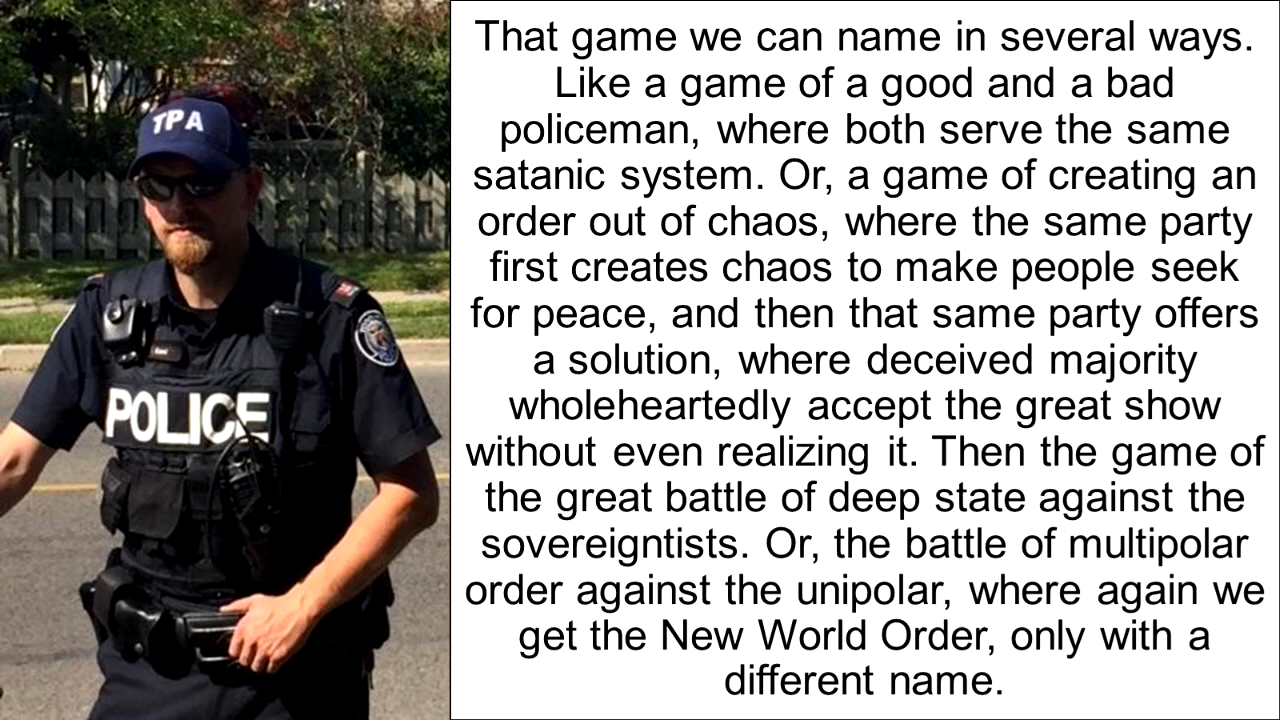 TPA
POLICE
That game we can name in several ways.
Like a game of a good and a bad
policeman, where both serve the same
satanic system. Or, a game of creating an
order out of chaos, where the same party
first creates chaos to make people seek
for peace, and then that same party offers
a solution, where deceived majority
wholeheartedly accept the great show
without even realizing it. Then the game of
the great battle of deep state against the
sovereigntists. Or, the battle of multipolar
order against the unipolar, where again we
get the New World Order, only with a
different name.